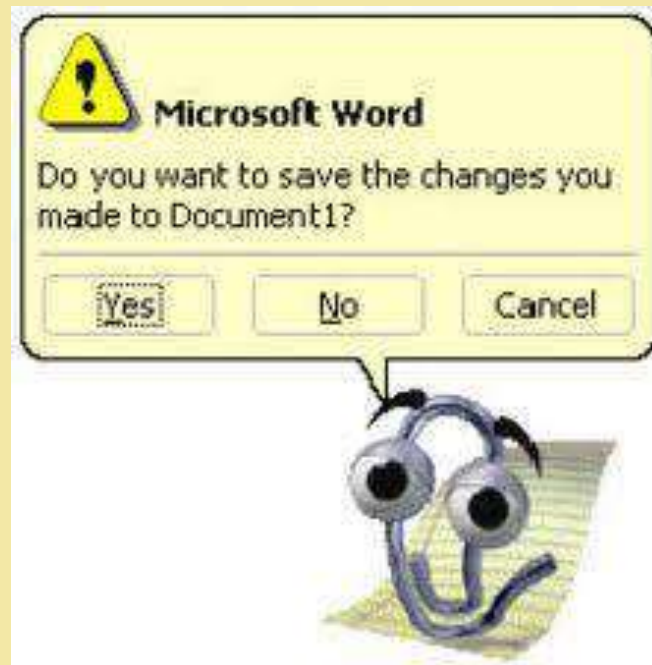 Microsoft Word
Do you want to save the changes you
made to Document1?
Yes No Cancel